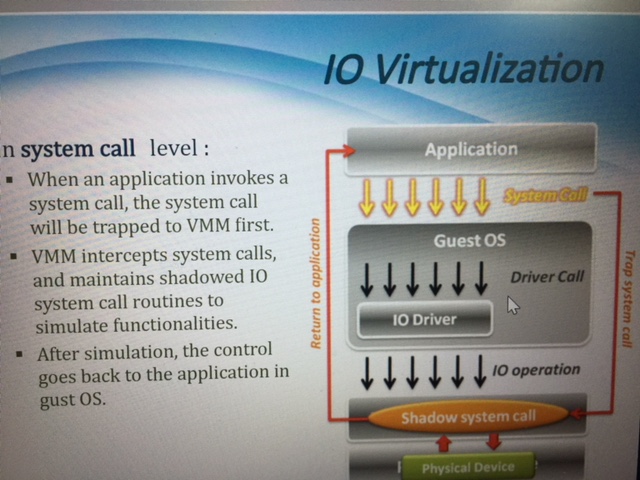 IO Virtualization
n system call level :
▪ When an application invokes a
system call, the system call
will be trapped to VMM first.
▪ VMM intercepts system calls,
and maintains shadowed IO
system call routines to
simulate functionalities.
▪ After simulation, the control
goes back to the application in
gust OS.
Application
System Call
Guest OS
Driver Call
IO Driver
IO operation
Shadow system call
Physical Device
Return to application
Trap system call